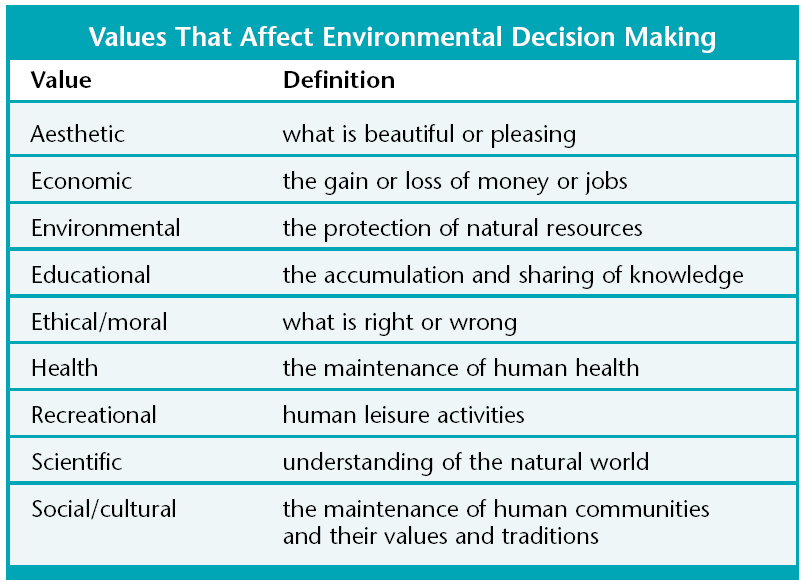 Values That Affect Environmental Decision Making
Value Definition
Aesthetic what is beautiful or pleasing
Economic the gain or loss of money or jobs
Environmental the protection of natural resources
Educational the accumulation and sharing of knowledge
Ethical/moral what is right or wrong
Health the maintenance of human health
Recreational human leisure activities
Scientific understanding of the natural world
Social/cultural the maintenance of human communities
and their values and traditions